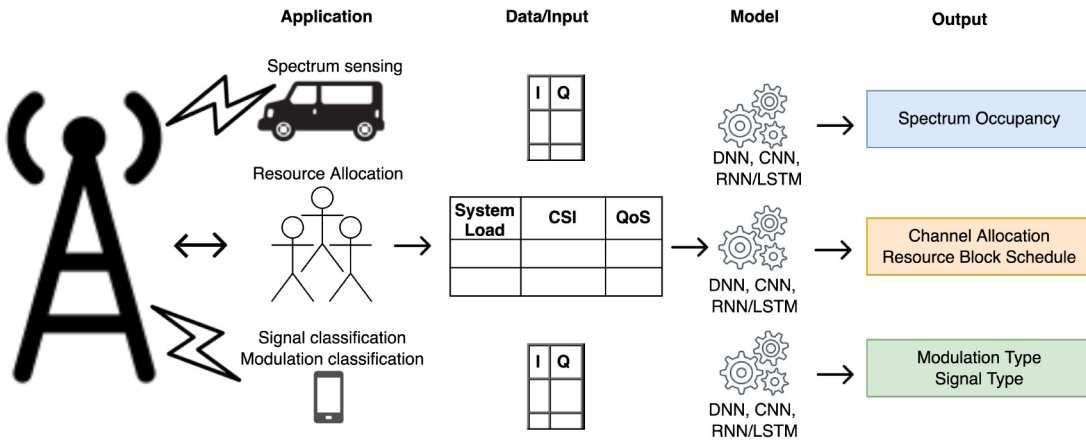 Application
Data/Input
Model
Output
Spectrum sensing
I Q
DNN, CNN,
RNN/LSTM
Spectrum Occupancy
Resource Allocation
System
Load
CSI
QoS
DNN, CNN,
RNN/LSTM
Channel Allocation
Resource Block Schedule
Signal classification
Modulation classification
I Q
DNN, CNN,
RNN/LSTM
Modulation Type
Signal Type